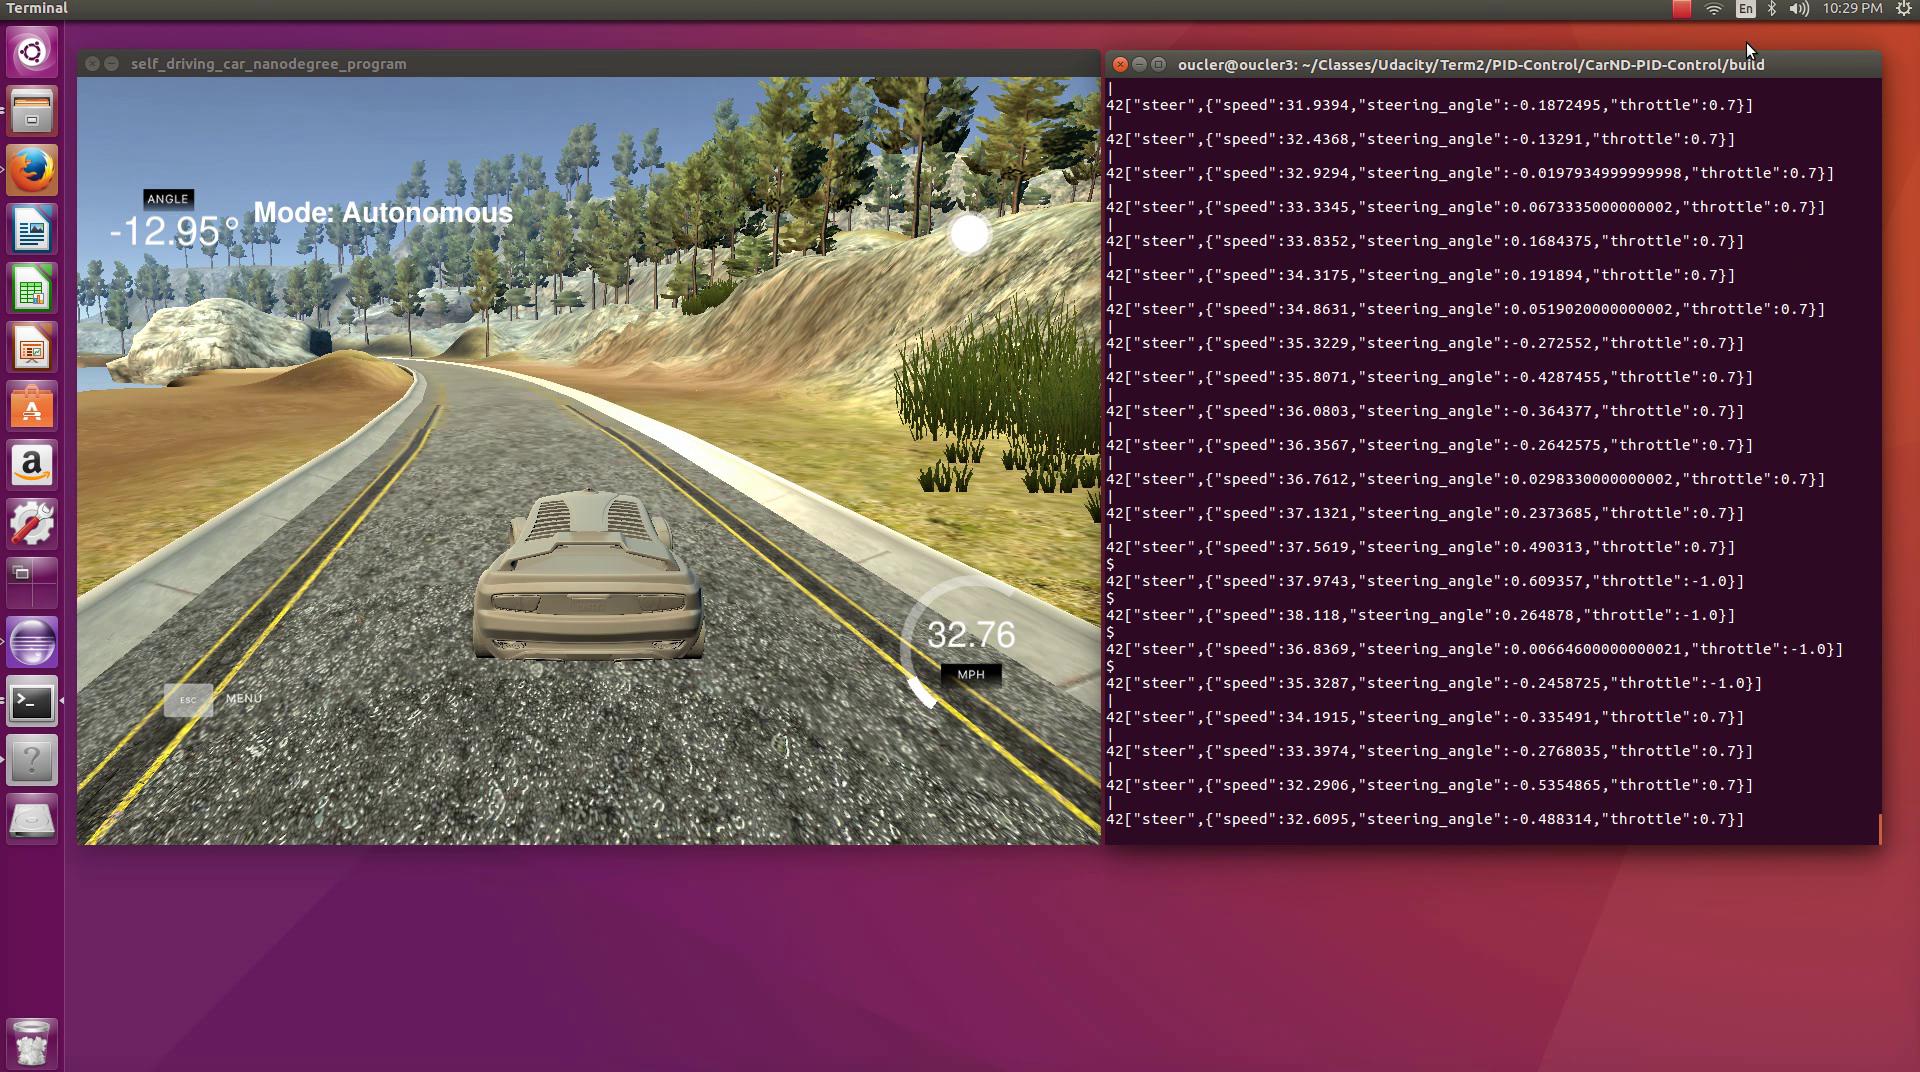 Terminal
En
10:29 PM
self_driving_car_nanodegree_program
ANGLE
-12.95°
Mode: Autonomous
32.76
MPH
ESC
MENU
oucler@oucler3: ~/Classes/Udacity/Term2/PID-Control/CarND-PID-Control/build
|
42["steer",{"speed":31.9394,"steering_angle":-0.1872495,"throttle":0.7}]
|
42["steer",{"speed":32.4368,"steering_angle":-0.13291,"throttle":0.7}]
|
42["steer",{"speed":32.9294,"steering_angle":-0.0197934999999998,"throttle":0.7}]
|
42["steer",{"speed":33.3345,"steering_angle":0.0673335000000002,"throttle":0.7}]
|
42["steer",{"speed":33.8352,"steering_angle":0.1684375,"throttle":0.7}]
|
42["steer",{"speed":34.3175,"steering_angle":0.191894,"throttle":0.7}]
|
42["steer",{"speed":34.8631,"steering_angle":0.0519020000000002,"throttle":0.7}]
|
42["steer",{"speed":35.3229,"steering_angle":-0.272552,"throttle":0.7}]
|
42["steer",{"speed":35.8071,"steering_angle":-0.4287455,"throttle":0.7}]
|
42["steer",{"speed":36.0803,"steering_angle":-0.364377,"throttle":0.7}]
|
42["steer",{"speed":36.3567,"steering_angle":-0.2642575,"throttle":0.7}]
|
42["steer",{"speed":36.7612,"steering_angle":0.0298330000000002,"throttle":0.7}]
|
42["steer",{"speed":37.1321,"steering_angle":0.2373685,"throttle":0.7}]
|
42["steer",{"speed":37.5619,"steering_angle":0.490313,"throttle":0.7}]
$
42["steer",{"speed":37.9743,"steering_angle":0.609357,"throttle":-1.0}]
$
42["steer",{"speed":38.118,"steering_angle":0.264878,"throttle":-1.0}]
$
42["steer",{"speed":36.8369,"steering_angle":0.00664600000000021,"throttle":-1.0}]
$
42["steer",{"speed":35.3287,"steering_angle":-0.2458725,"throttle":-1.0}]
|
42["steer",{"speed":34.1915,"steering_angle":-0.335491,"throttle":0.7}]
|
42["steer",{"speed":33.3974,"steering_angle":-0.2768035,"throttle":0.7}]
|
42["steer",{"speed":32.2906,"steering_angle":-0.5354865,"throttle":0.7}]
|
42["steer",{"speed":32.6095,"steering_angle":-0.488314,"throttle":0.7}]